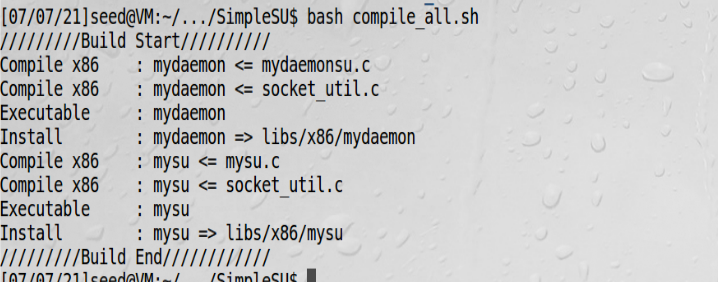 [07/07/21]seed@VM:~/.../SimpleSU$ bash compile_all.sh
/////////Build Start//////////
Compile x86    : mydaemon <= mydaemonsu.c
Compile x86    : mydaemon <= socket_util.c
Executable     : mydaemon
Install        : mydaemon => libs/x86/mydaemon
Compile x86    : mysu <= mysu.c
Compile x86    : mysu <= socket_util.c
Executable     : mysu
Install        : mysu => libs/x86/mysu
/////////Build End////////////
[07/07/21]seed@VM:~/.../SimpleSU$